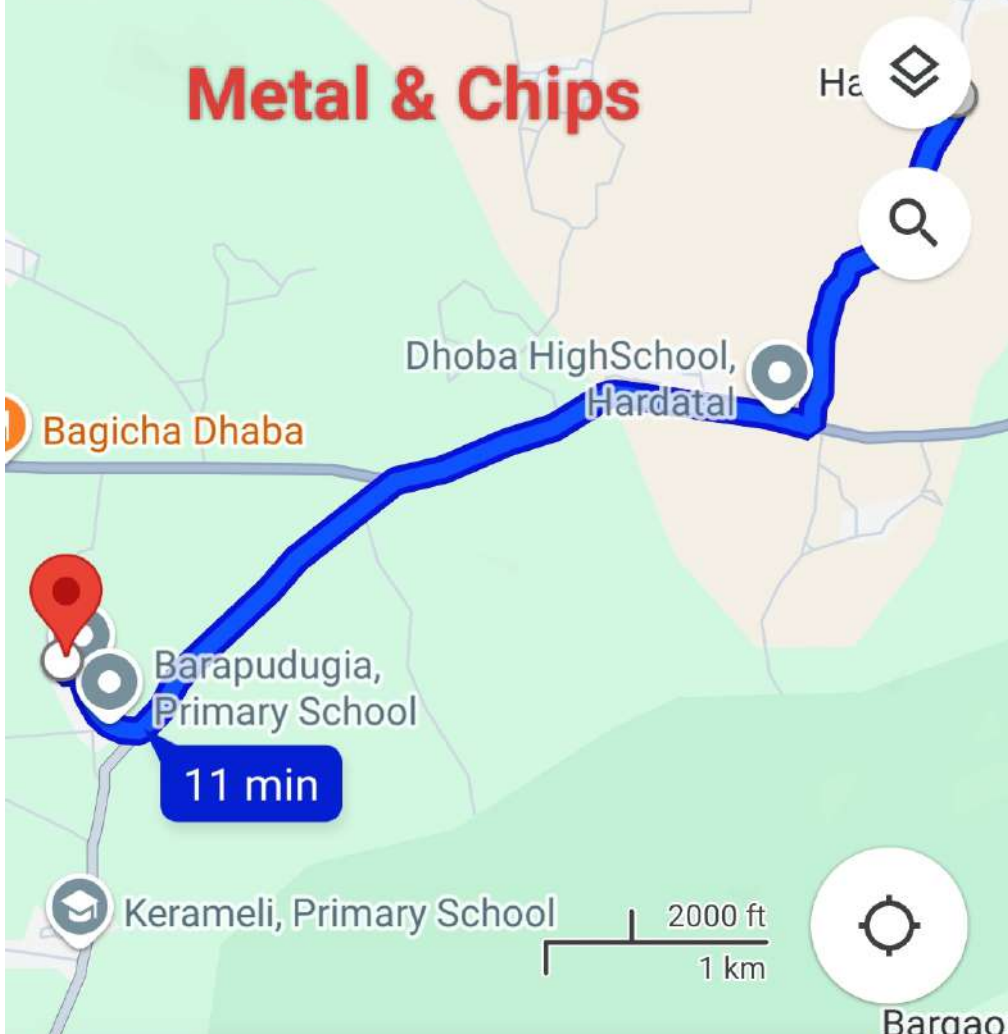 Metal & Chips
Ha
Dhoba HighSchool,
Hardatal
Bagicha Dhaba
Barapudugia,
Primary School
11 min
Kerameli, Primary School
2000 ft
1 km
Bargao